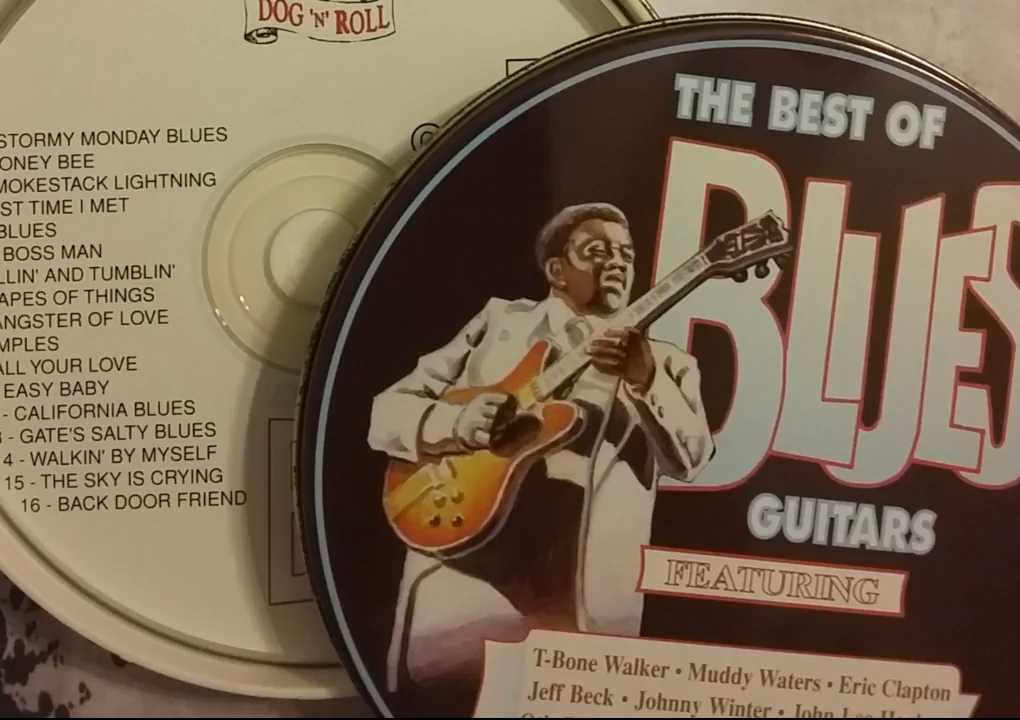 DOG 'N' ROLL
STORMY MONDAY BLUES
ONEY BEE
MOKESTACK LIGHTNING
ST TIME I MET
BLUES
BOSS MAN
LLIN' AND TUMBLIN'
APES OF THINGS
ANGSTER OF LOVE
MPLES
ALL YOUR LOVE
EASY BABY
- CALIFORNIA BLUES
- GATE'S SALTY BLUES
4 - WALKIN' BY MYSELF
15 - THE SKY IS CRYING
16 - BACK DOOR FRIEND
THE BEST OF
BLUES
GUITARS
FEATURING
T-Bone Walker • Muddy Waters • Eric Clapton
Jeff Beck • Johnny Winter • John Lee